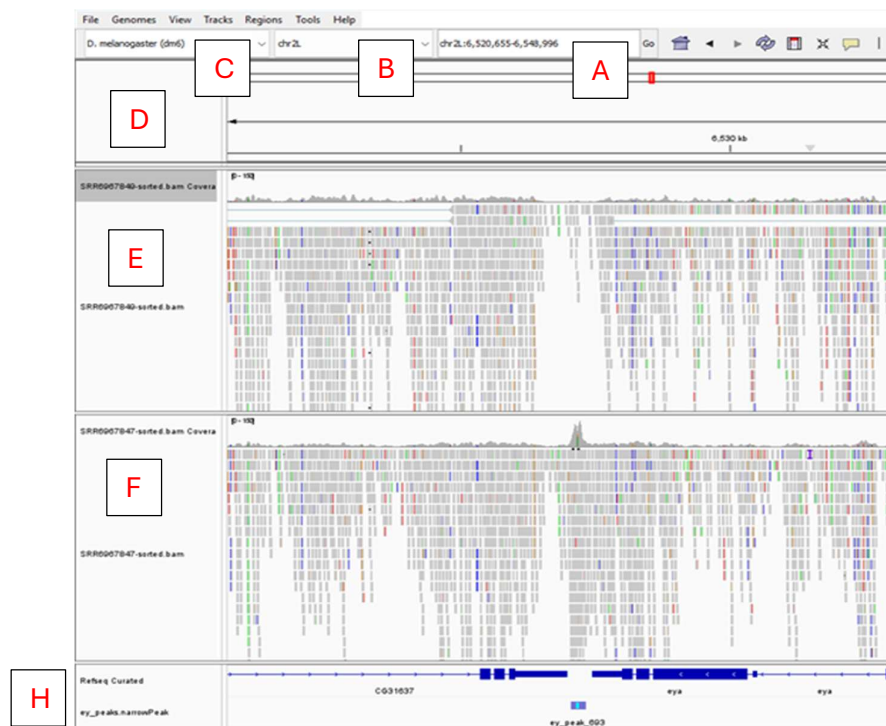 File Genomes View Tracks Regions Tools Help
D. melanogaster (dm6) chr2L chr2L:6,520,655-6,548,996 Go
C B A
D
6,530 kb
[0 - 150]
SRR6967849-sorted.bam Covera
E
SRR6967849-sorted.bam
[0 - 150]
SRR6967847-sorted.bam Covera
F
SRR6967847-sorted.bam
H
Refseq Curated
CG31637 eya eya
ey_peaks.narrowPeak
ey_peak_693